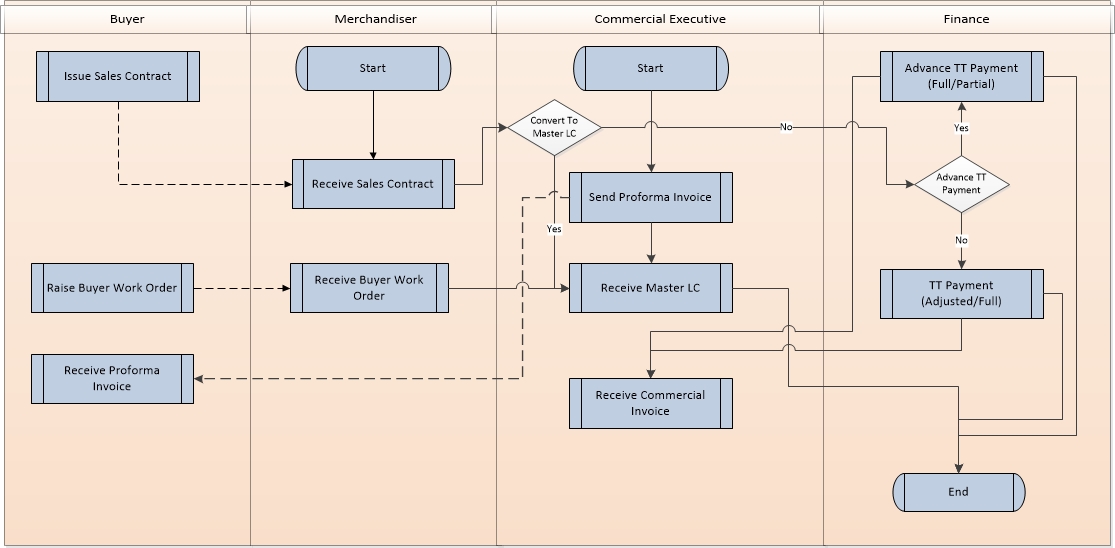 Buyer
Merchandiser
Commercial Executive
Finance
Issue Sales Contract
Start
Start
Advance TT Payment
(Full/Partial)
Convert To
Master LC
No
Yes
Receive Sales Contract
Send Proforma Invoice
Advance TT
Payment
Yes
No
Raise Buyer Work Order
Receive Buyer Work
Order
Receive Master LC
TT Payment
(Adjusted/Full)
Receive Proforma
Invoice
Receive Commercial
Invoice
End